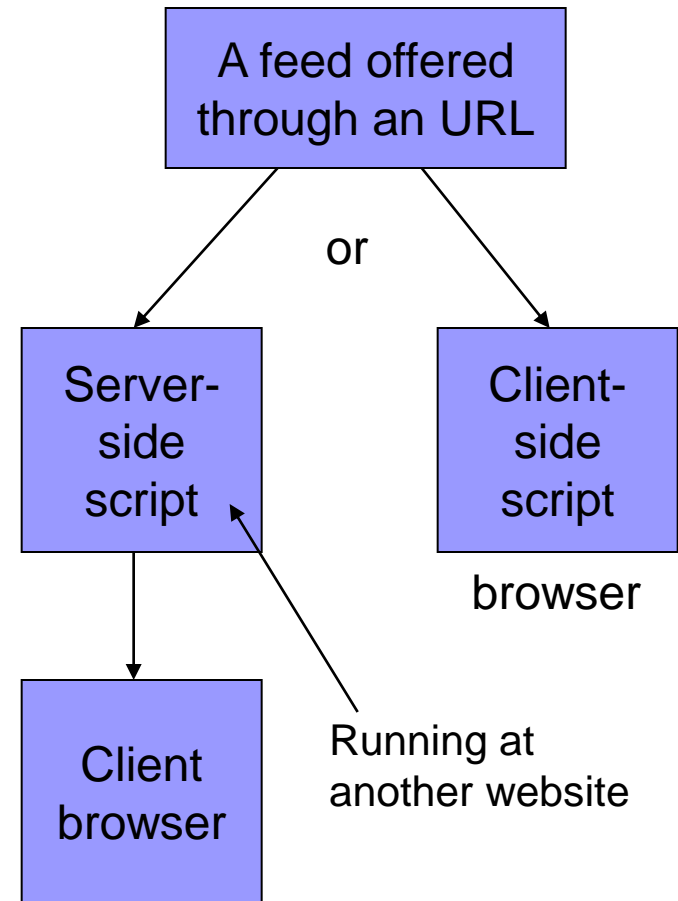 A feed offered
through an URL
or
Server-
side
script
Client-
side
script
browser
Client
browser
Running at
another website